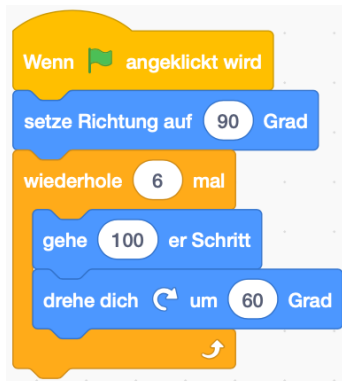 Wenn angeklickt wird
setze Richtung auf 90 Grad
wiederhole 6 mal
gehe 100 er Schritt
drehe dich um 60 Grad